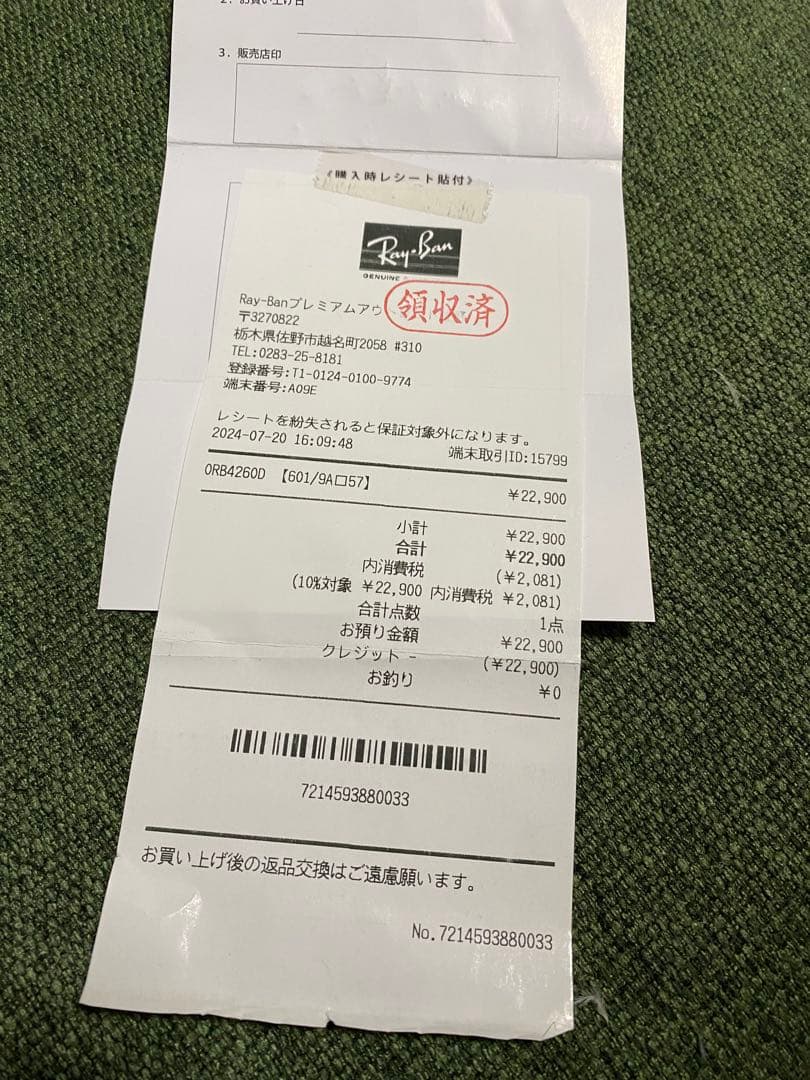 2. お買い上げ日
3. 販売店印
《購入時レシート貼付》
Ray-Ban
GENUINE
Ray-Banプレミアムアウ
領収済
〒3270822
栃木県佐野市越名町2058 #310
TEL:0283-25-8181
登録番号:T1-0124-0100-9774
端末番号:A09E
レシートを紛失されると保証対象外になります。
2024-07-20 16:09:48 端末取引ID:15799
0RB4260D 【601/9A口57】 ¥22,900
小計 ¥22,900
合計 ¥22,900
内消費税 (¥2,081)
(10%対象 ¥22,900 内消費税 ¥2,081)
合計点数 1点
お預り金額 ¥22,900
クレジット - (¥22,900)
お釣り ¥0
7214593880033
お買い上げ後の返品交換はご遠慮願います。
No.7214593880033